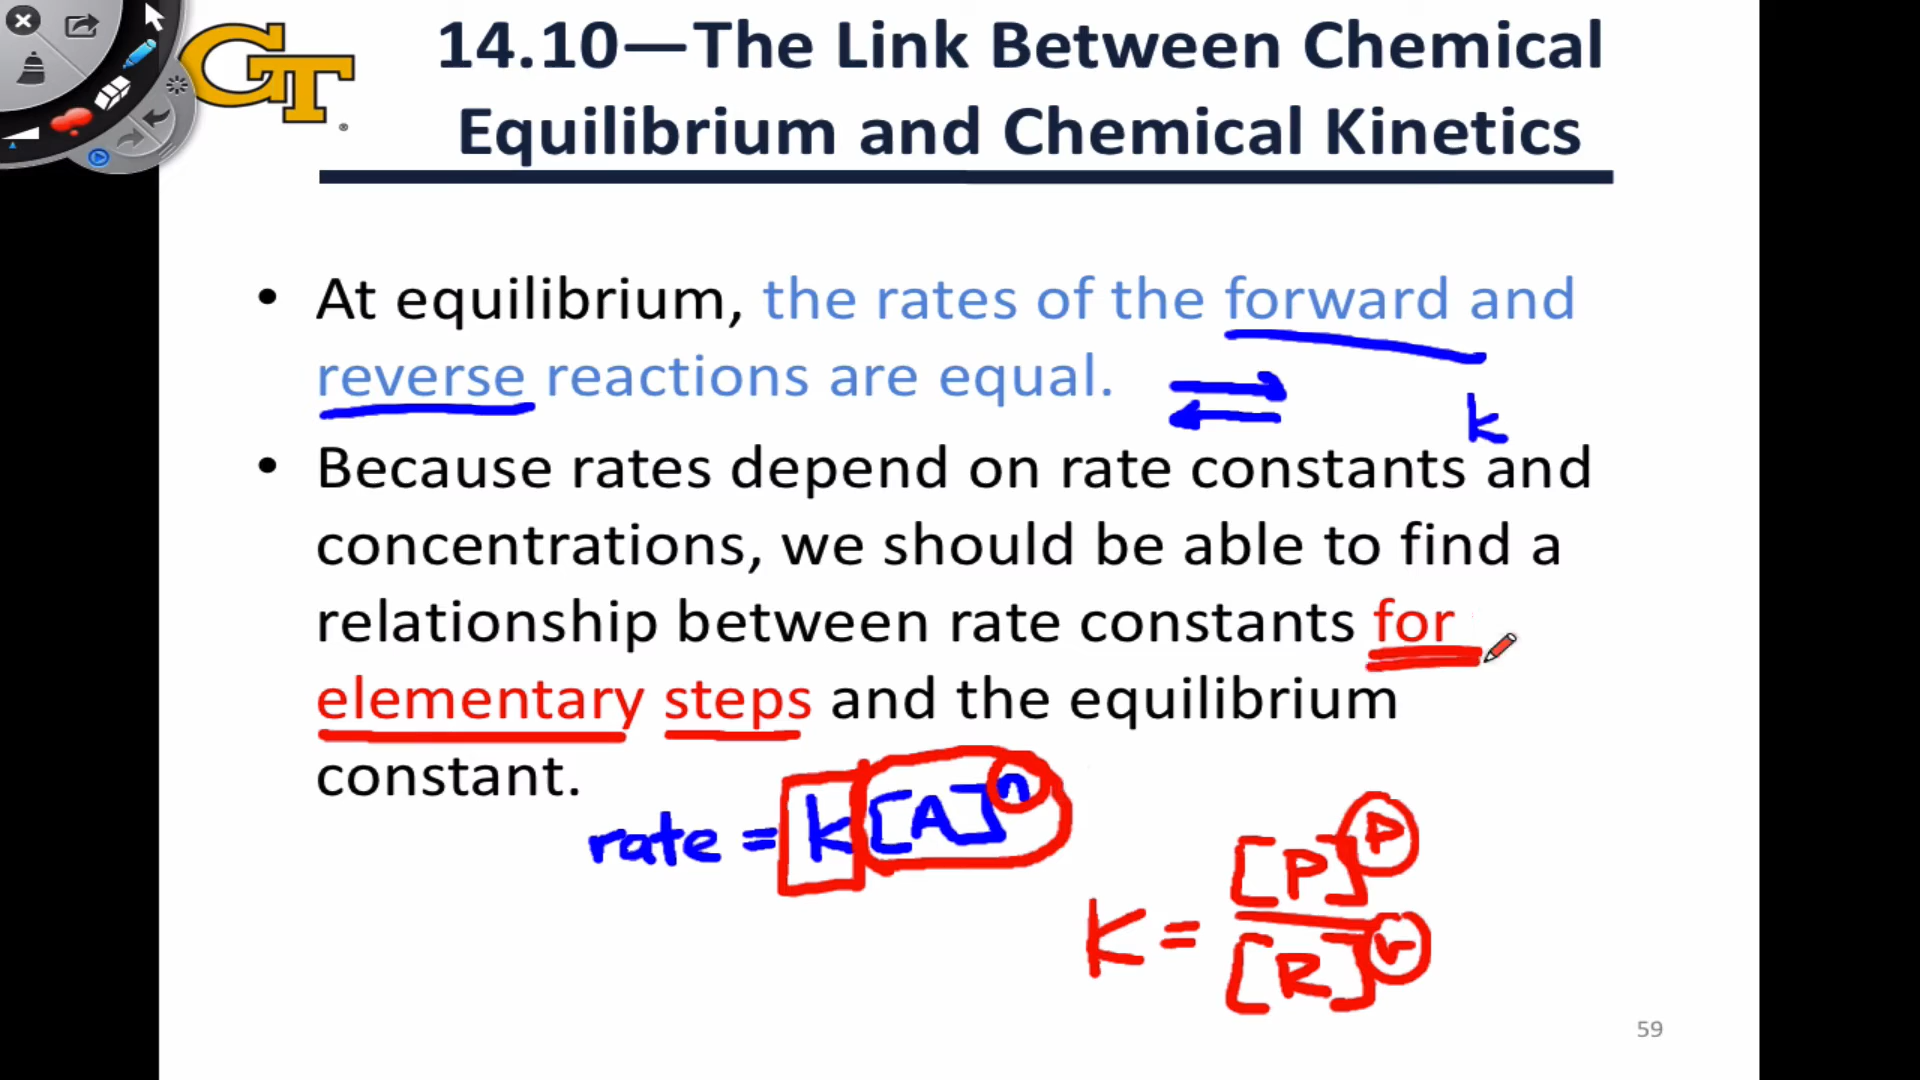 GT
14.10—The Link Between Chemical
Equilibrium and Chemical Kinetics
• At equilibrium, the rates of the forward and
reverse reactions are equal.
k
• Because rates depend on rate constants and
concentrations, we should be able to find a
relationship between rate constants for
elementary steps and the equilibrium
constant.
rate = k[A]^n
K = [P]^p / [R]^r
59